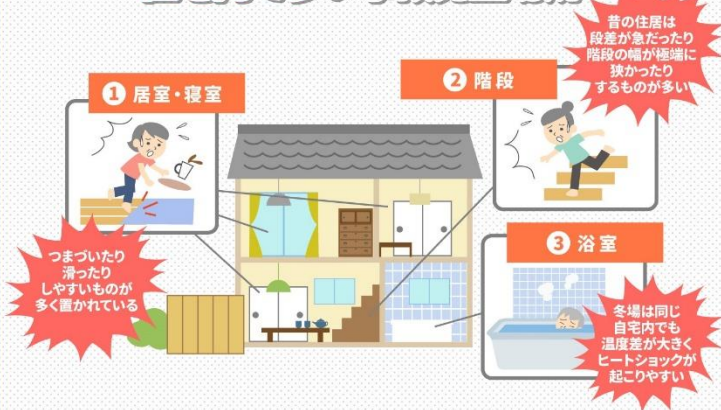 1 居室・寝室
つまづいたり
滑ったり
しやすいものが
多く置かれている
2 階段
昔の住居は
段差が急だったり
階段の幅が極端に
狭かったり
するものが多い
3 浴室
冬場は同じ
自宅内でも
温度差が大きく
ヒートショックが
起こりやすい